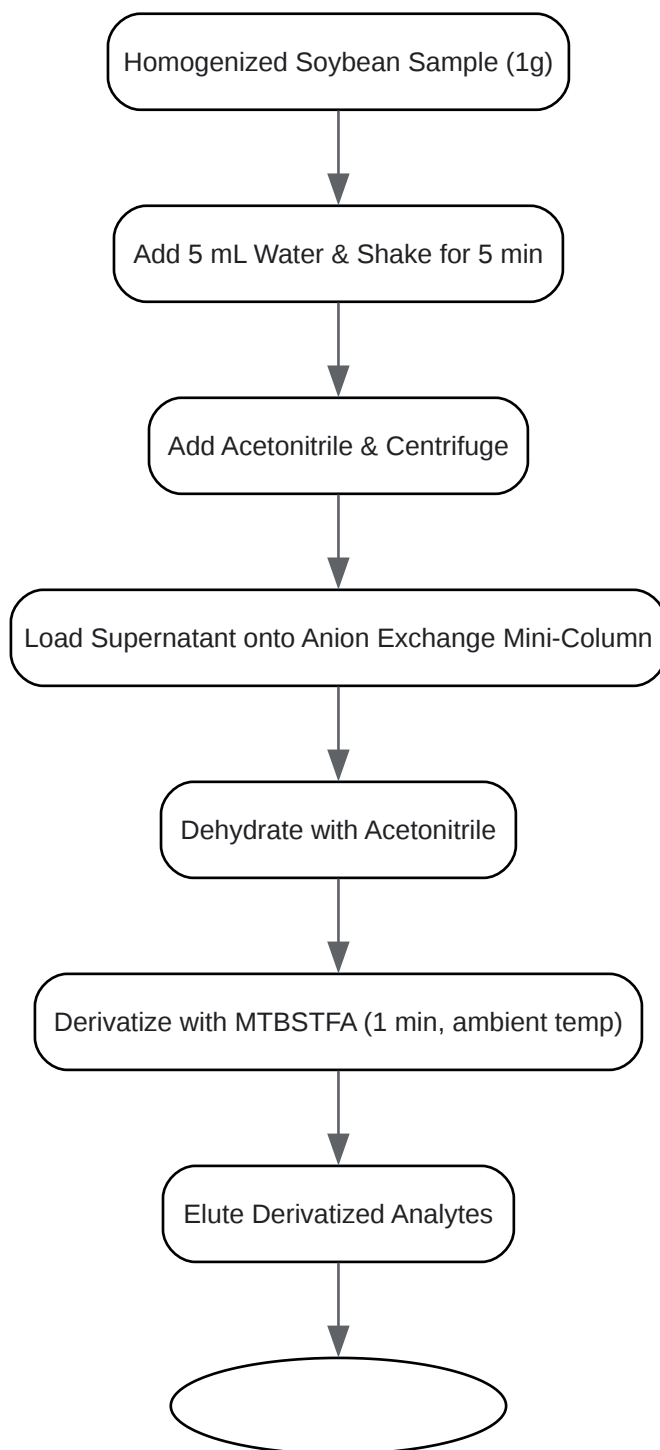 Homogenized Soybean Sample (1g)
Add 5 mL Water & Shake for 5 min
Add Acetonitrile & Centrifuge
Load Supernatant onto Anion Exchange Mini-Column
Dehydrate with Acetonitrile
Derivatize with MTBSTFA (1 min, ambient temp)
Elute Derivatized Analytes